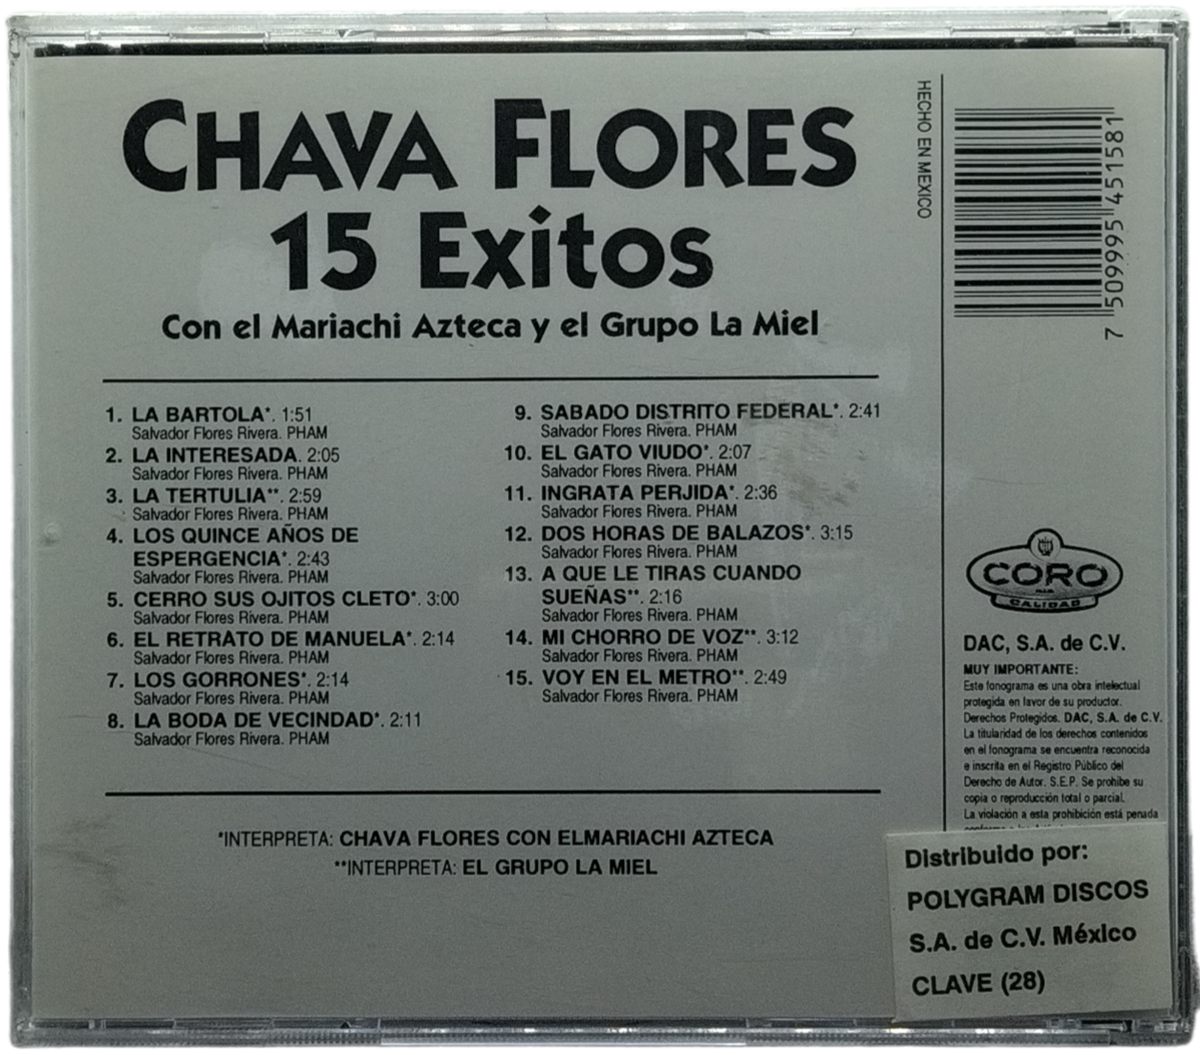 CHAVA FLORES
15 Exitos
Con el Mariachi Azteca y el Grupo La Miel
1. LA BARTOLA*. 1:51
Salvador Flores Rivera. PHAM
2. LA INTERESADA. 2:05
Salvador Flores Rivera. PHAM
3. LA TERTULIA**. 2:59
Salvador Flores Rivera. PHAM
4. LOS QUINCE AÑOS DE
ESPERGENCIA*. 2:43
Salvador Flores Rivera. PHAM
5. CERRO SUS OJITOS CLETO*. 3:00
Salvador Flores Rivera. PHAM
6. EL RETRATO DE MANUELA*. 2:14
Salvador Flores Rivera. PHAM
7. LOS GORRONES*. 2:14
Salvador Flores Rivera. PHAM
8. LA BODA DE VECINDAD*. 2:11
Salvador Flores Rivera. PHAM
9. SABADO DISTRITO FEDERAL*. 2:41
Salvador Flores Rivera. PHAM
10. EL GATO VIUDO*. 2:07
Salvador Flores Rivera. PHAM
11. INGRATA PERJIDA*. 2:36
Salvador Flores Rivera. PHAM
12. DOS HORAS DE BALAZOS*. 3:15
Salvador Flores Rivera. PHAM
13. A QUE LE TIRAS CUANDO
SUEÑAS**. 2:16
Salvador Flores Rivera. PHAM
14. MI CHORRO DE VOZ**. 3:12
Salvador Flores Rivera. PHAM
15. VOY EN EL METRO**. 2:49
Salvador Flores Rivera. PHAM
*INTERPRETA: CHAVA FLORES CON ELMARIACHI AZTECA
**INTERPRETA: EL GRUPO LA MIEL
HECHO EN MEXICO
7 509995 451581
CORO
CALIDAD
DAC, S.A. de C.V.
MUY IMPORTANTE:
Este fonograma es una obra intelectual
protegida en favor de su productor.
Derechos Protegidos. DAC, S.A. de C.V.
La titularidad de los derechos contenidos
en el fonograma se encuentra reconocida
e inscrita en el Registro Público del
Derecho de Autor. S.E.P. Se prohibe su
copia o reproducción total o parcial.
La violación a esta prohibición está penada
Distribuido por:
POLYGRAM DISCOS
S.A. de C.V. México
CLAVE (28)